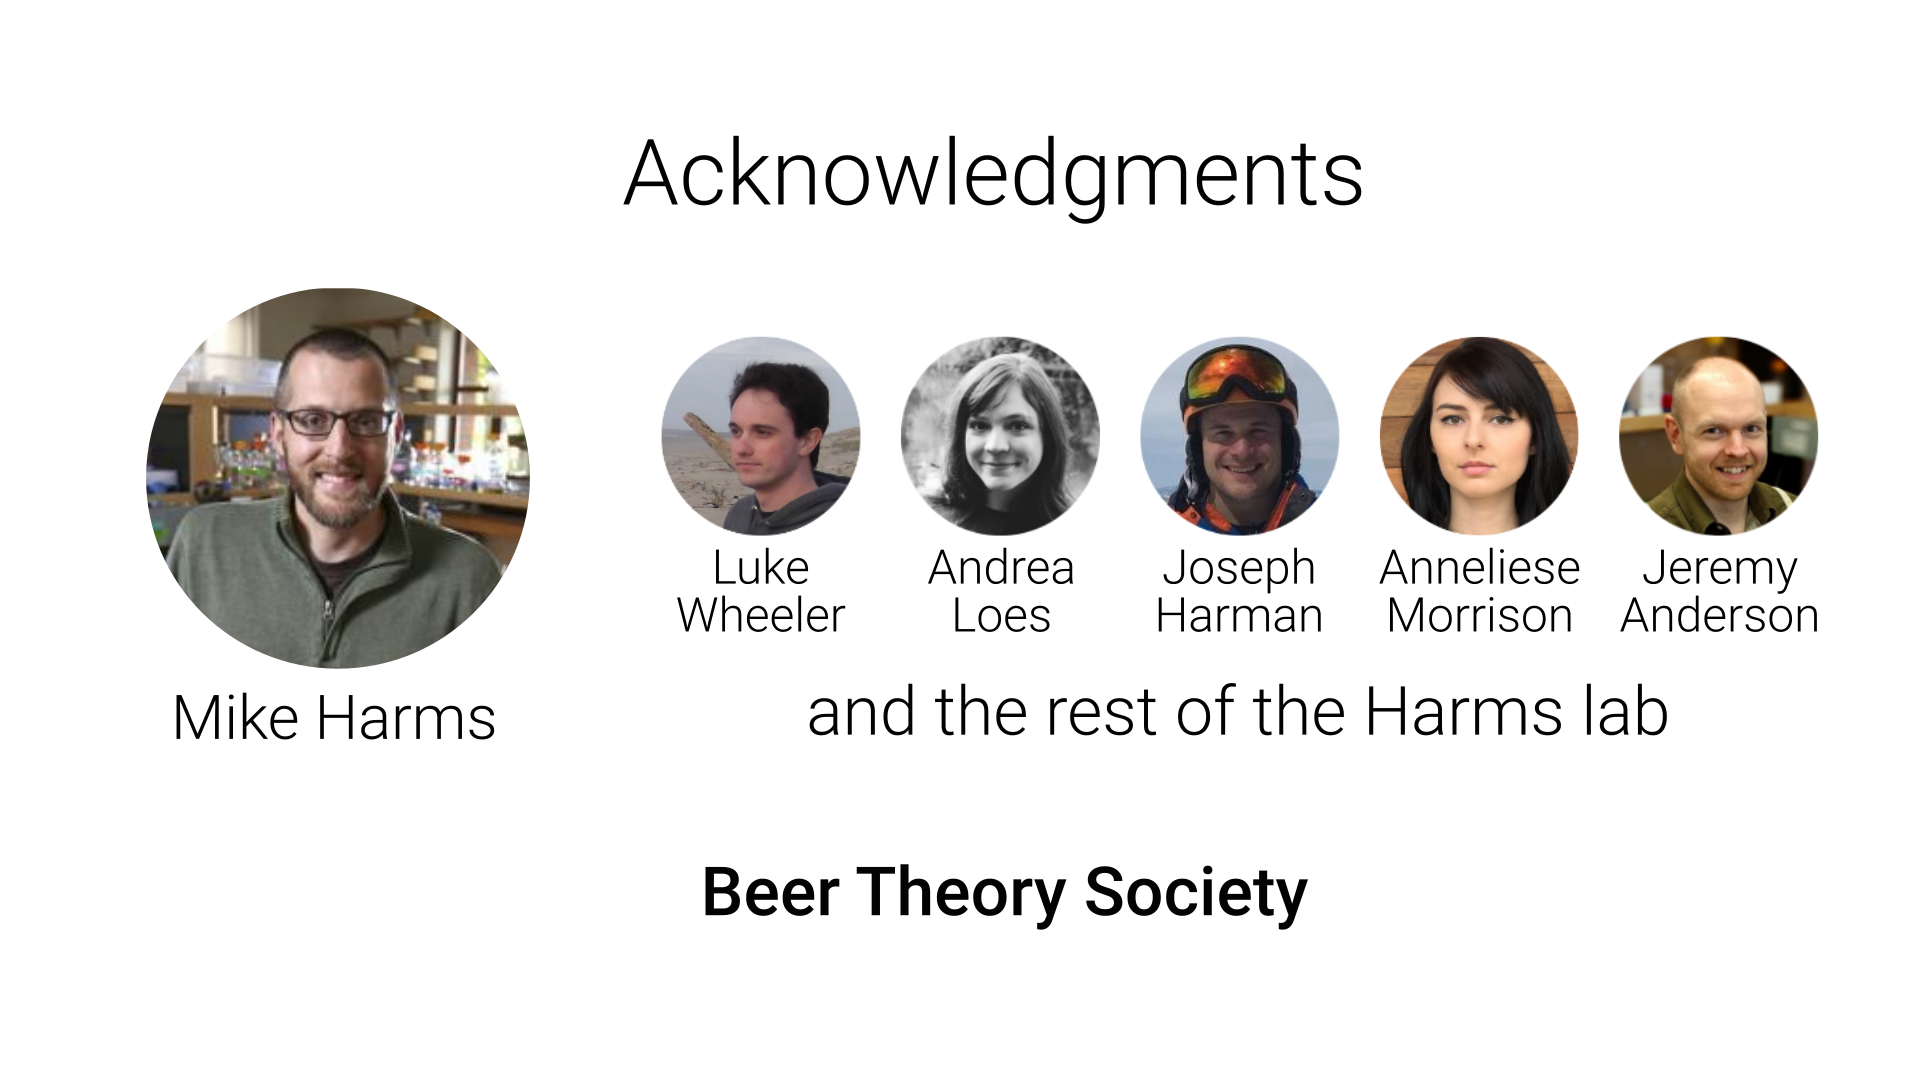 Acknowledgments
Mike Harms
Luke
Wheeler
Andrea
Loes
Joseph
Harman
Anneliese
Morrison
Jeremy
Anderson
and the rest of the Harms lab
Beer Theory Society